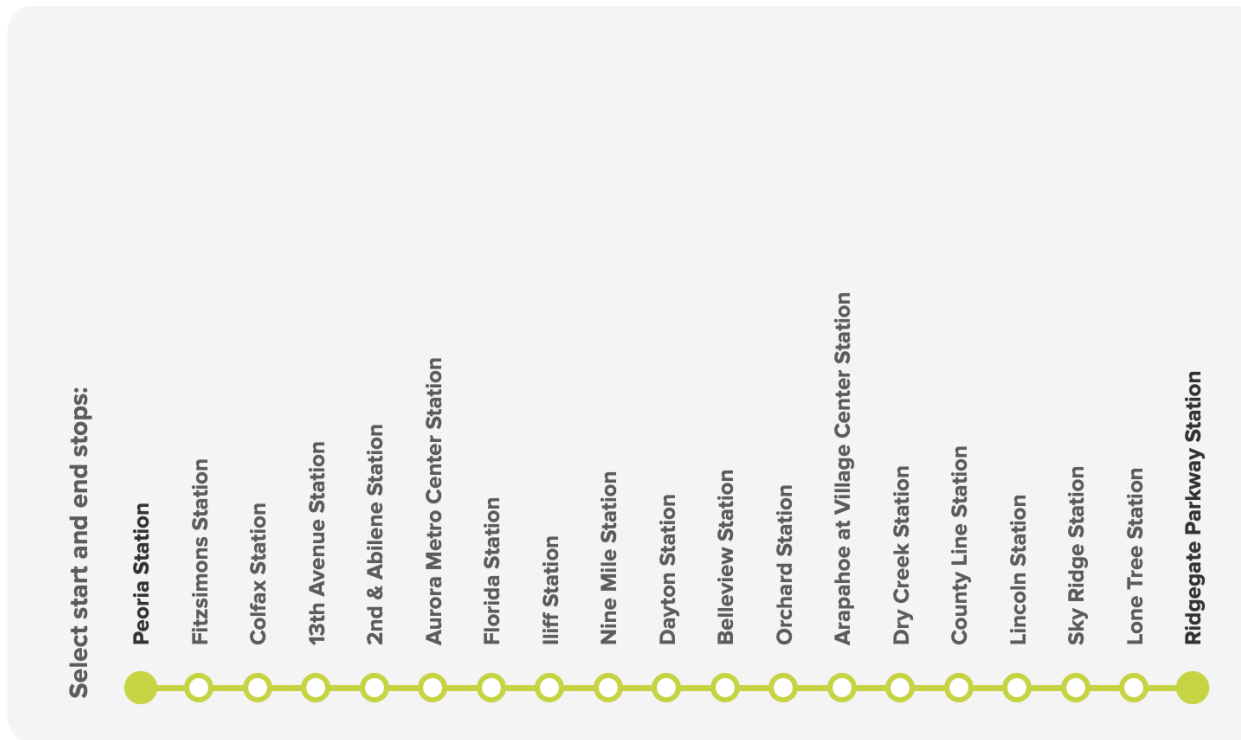 Select start and end stops:
Peoria Station
Fitzsimons Station
Colfax Station
13th Avenue Station
2nd & Abilene Station
Aurora Metro Center Station
Florida Station
Iliff Station
Nine Mile Station
Dayton Station
Belleview Station
Orchard Station
Arapahoe at Village Center Station
Dry Creek Station
County Line Station
Lincoln Station
Sky Ridge Station
Lone Tree Station
Ridgegate Parkway Station